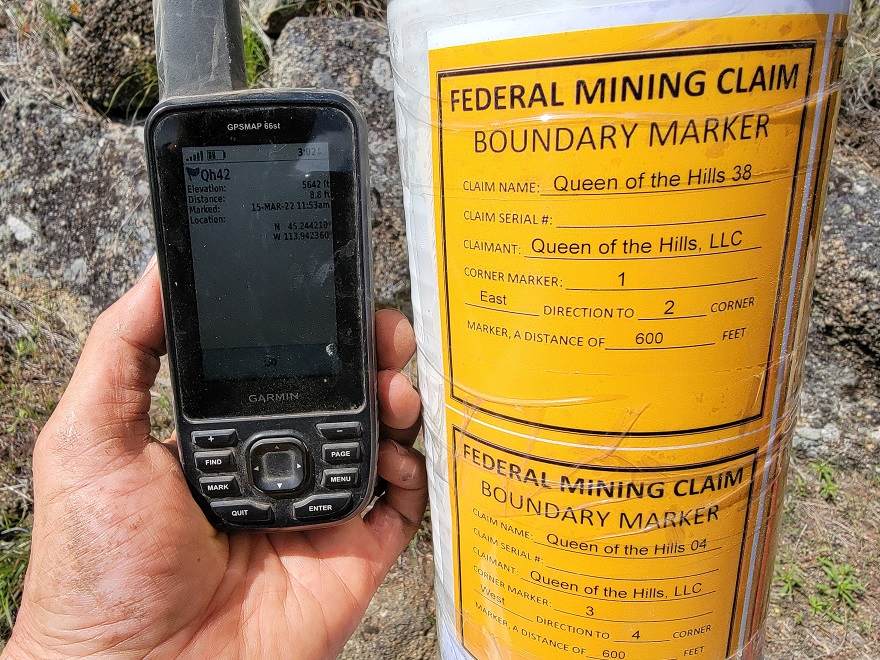 GPSMAP 66st
Qh42
Elevation: 5642 ft
Distance: 8.8 ft
Marked: 15-MAR-22 11:53am
Location:
N 45.244210
W 113.942360
GARMIN
+ −
FIND PAGE
MARK MENU
QUIT ENTER
FEDERAL MINING CLAIM
BOUNDARY MARKER
CLAIM NAME: Queen of the Hills 38
CLAIM SERIAL #:
CLAIMANT: Queen of the Hills, LLC
CORNER MARKER: 1
East DIRECTION TO 2 CORNER
MARKER, A DISTANCE OF 600 FEET
FEDERAL MINING CLAIM
BOUNDARY MARKER
CLAIM NAME: Queen of the Hills 04
CLAIM SERIAL #:
CLAIMANT: Queen of the Hills, LLC
CORNER MARKER: 3
West DIRECTION TO 4 CORNER
MARKER, A DISTANCE OF 600 FEET